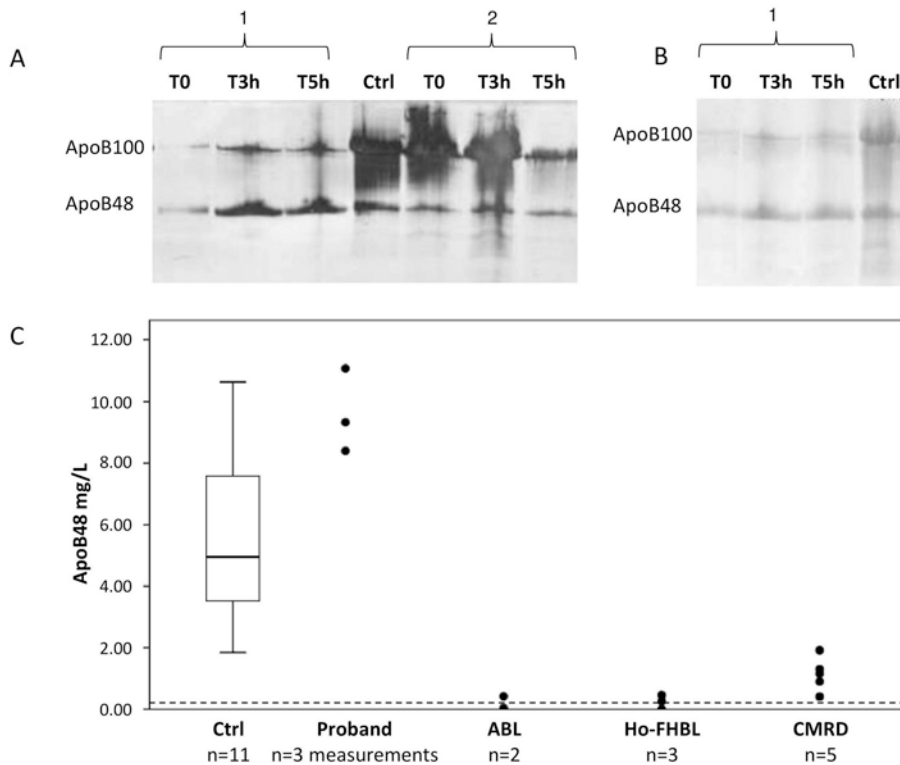 A
1
2
T0 T3h T5h Ctrl T0 T3h T5h
ApoB100
ApoB48
B
1
T0 T3h T5h Ctrl
ApoB100
ApoB48
C
ApoB48 mg/L
12.00
10.00
8.00
6.00
4.00
2.00
0.00
Ctrl Proband ABL Ho-FHBL CMRD
n=11 n=3 measurements n=2 n=3 n=5